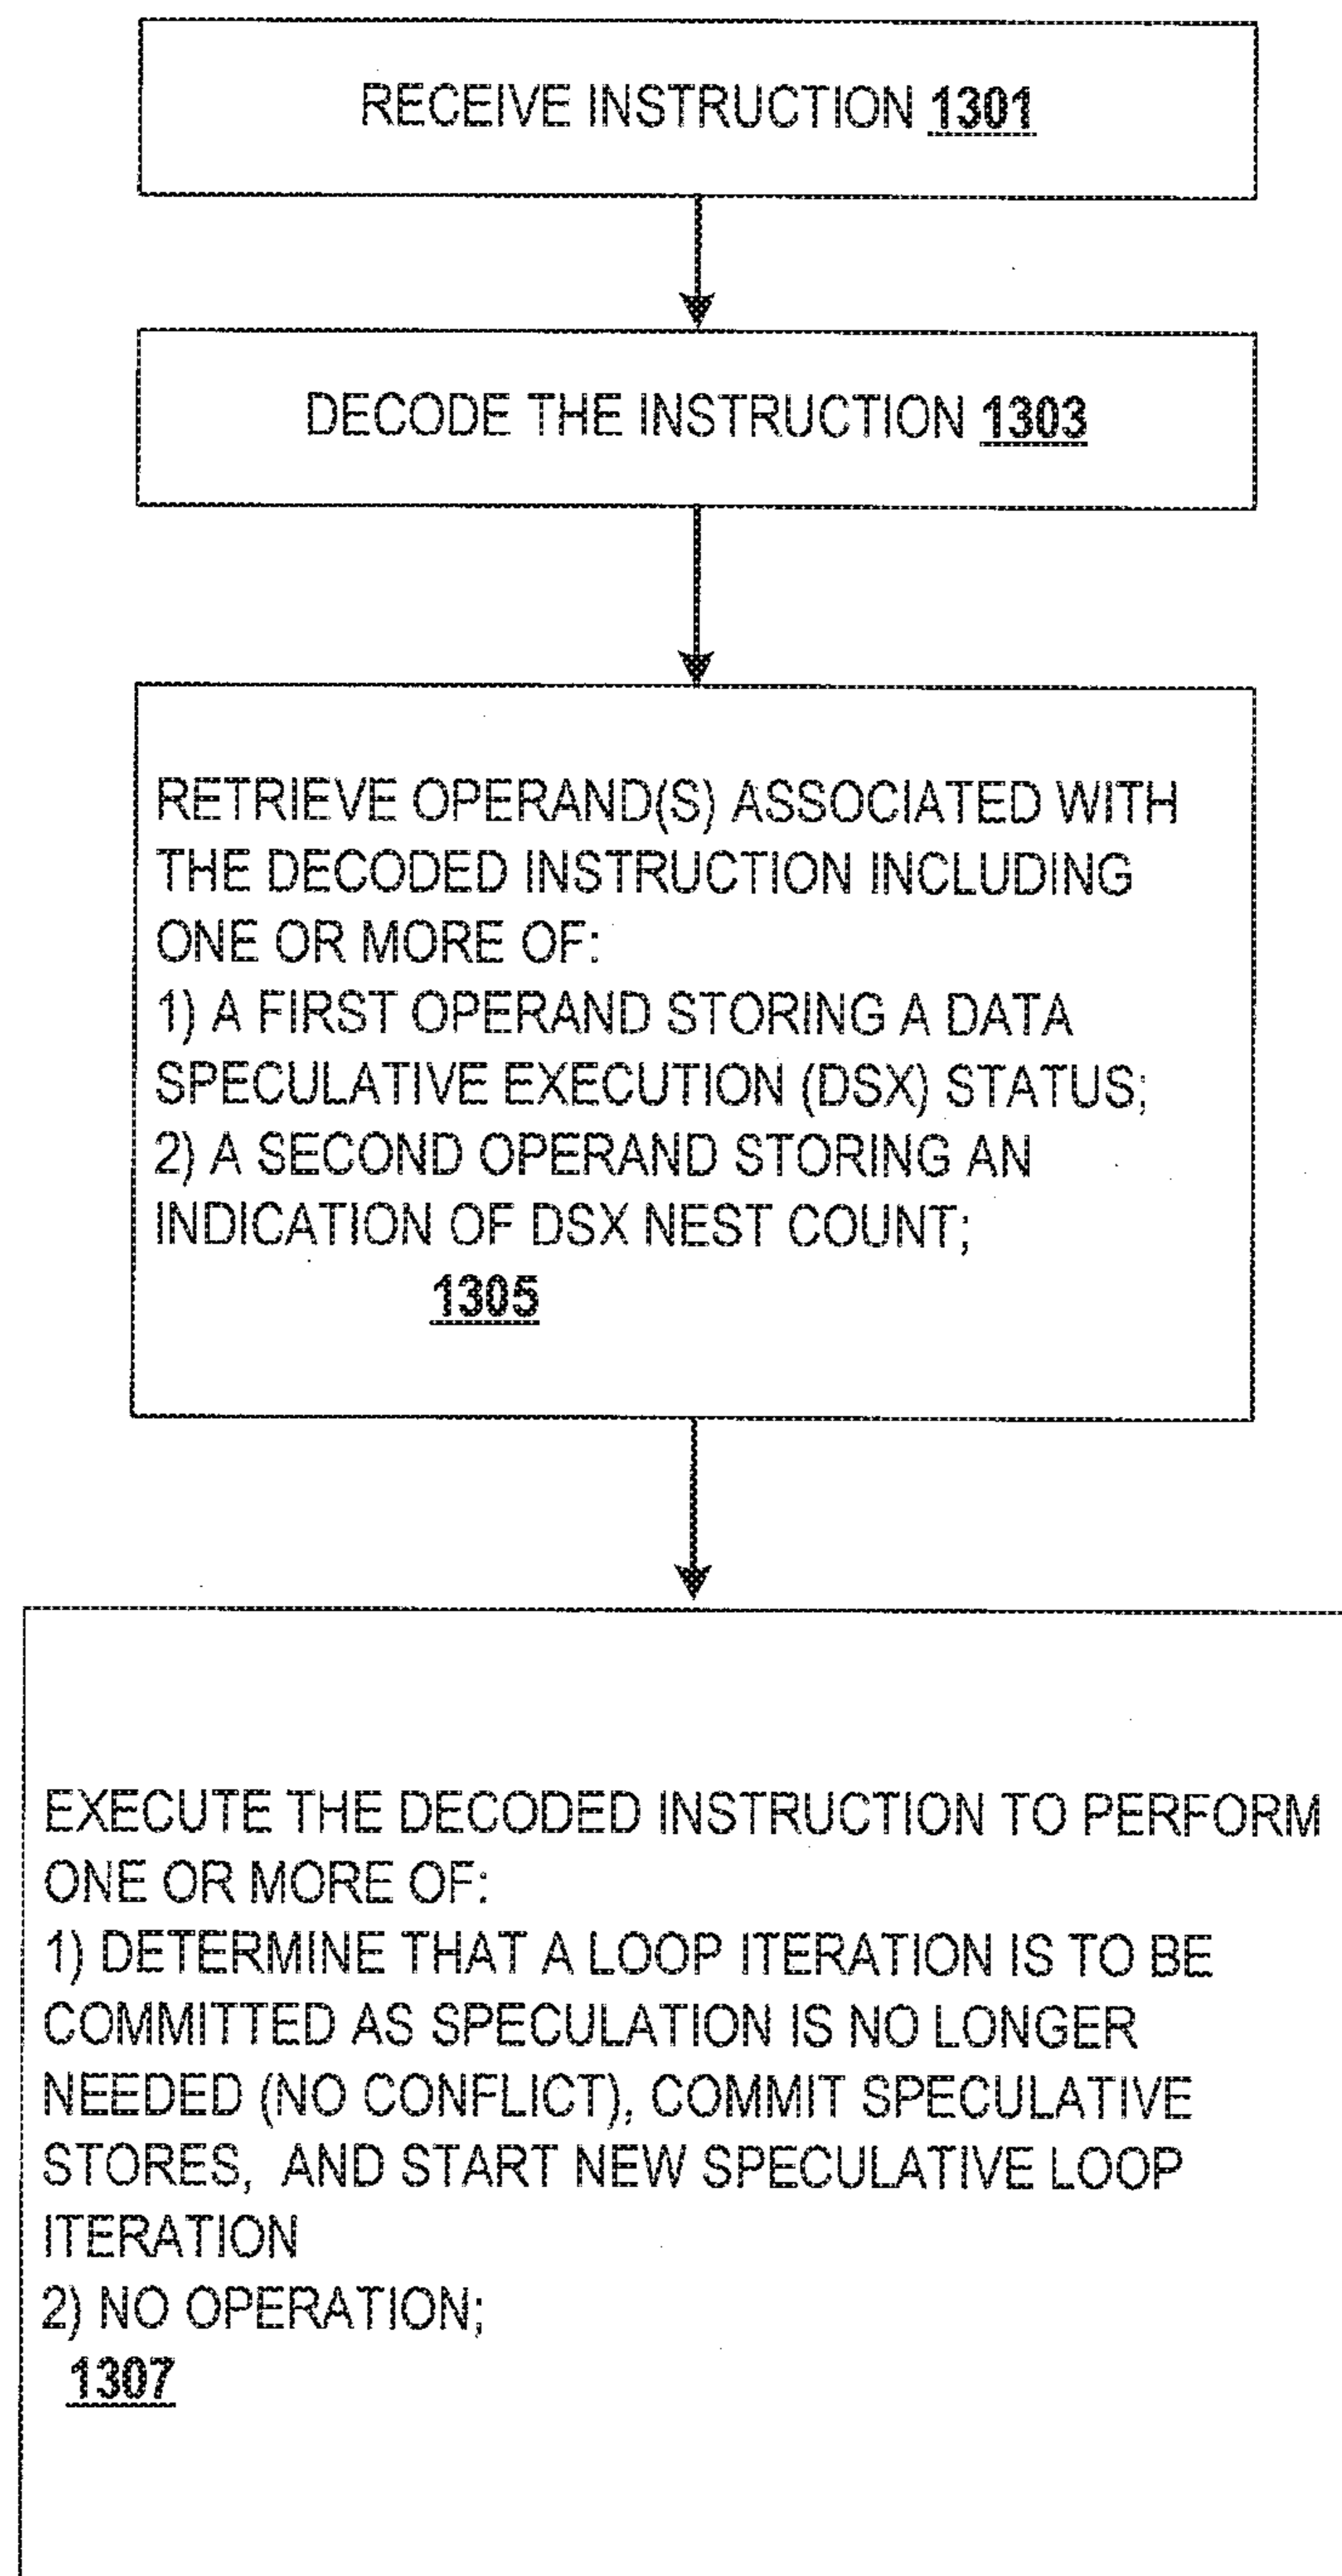 RECEIVE INSTRUCTION 1301
DECODE THE INSTRUCTION 1303
RETRIEVE OPERAND(S) ASSOCIATED WITH
THE DECODED INSTRUCTION INCLUDING
ONE OR MORE OF:
1) A FIRST OPERAND STORING A DATA
SPECULATIVE EXECUTION (DSX) STATUS;
2) A SECOND OPERAND STORING AN
INDICATION OF DSX NEST COUNT;
1305
EXECUTE THE DECODED INSTRUCTION TO PERFORM
ONE OR MORE OF:
1) DETERMINE THAT A LOOP ITERATION IS TO BE
COMMITTED AS SPECULATION IS NO LONGER
NEEDED (NO CONFLICT), COMMIT SPECULATIVE
STORES, AND START NEW SPECULATIVE LOOP
ITERATION
2) NO OPERATION;
1307